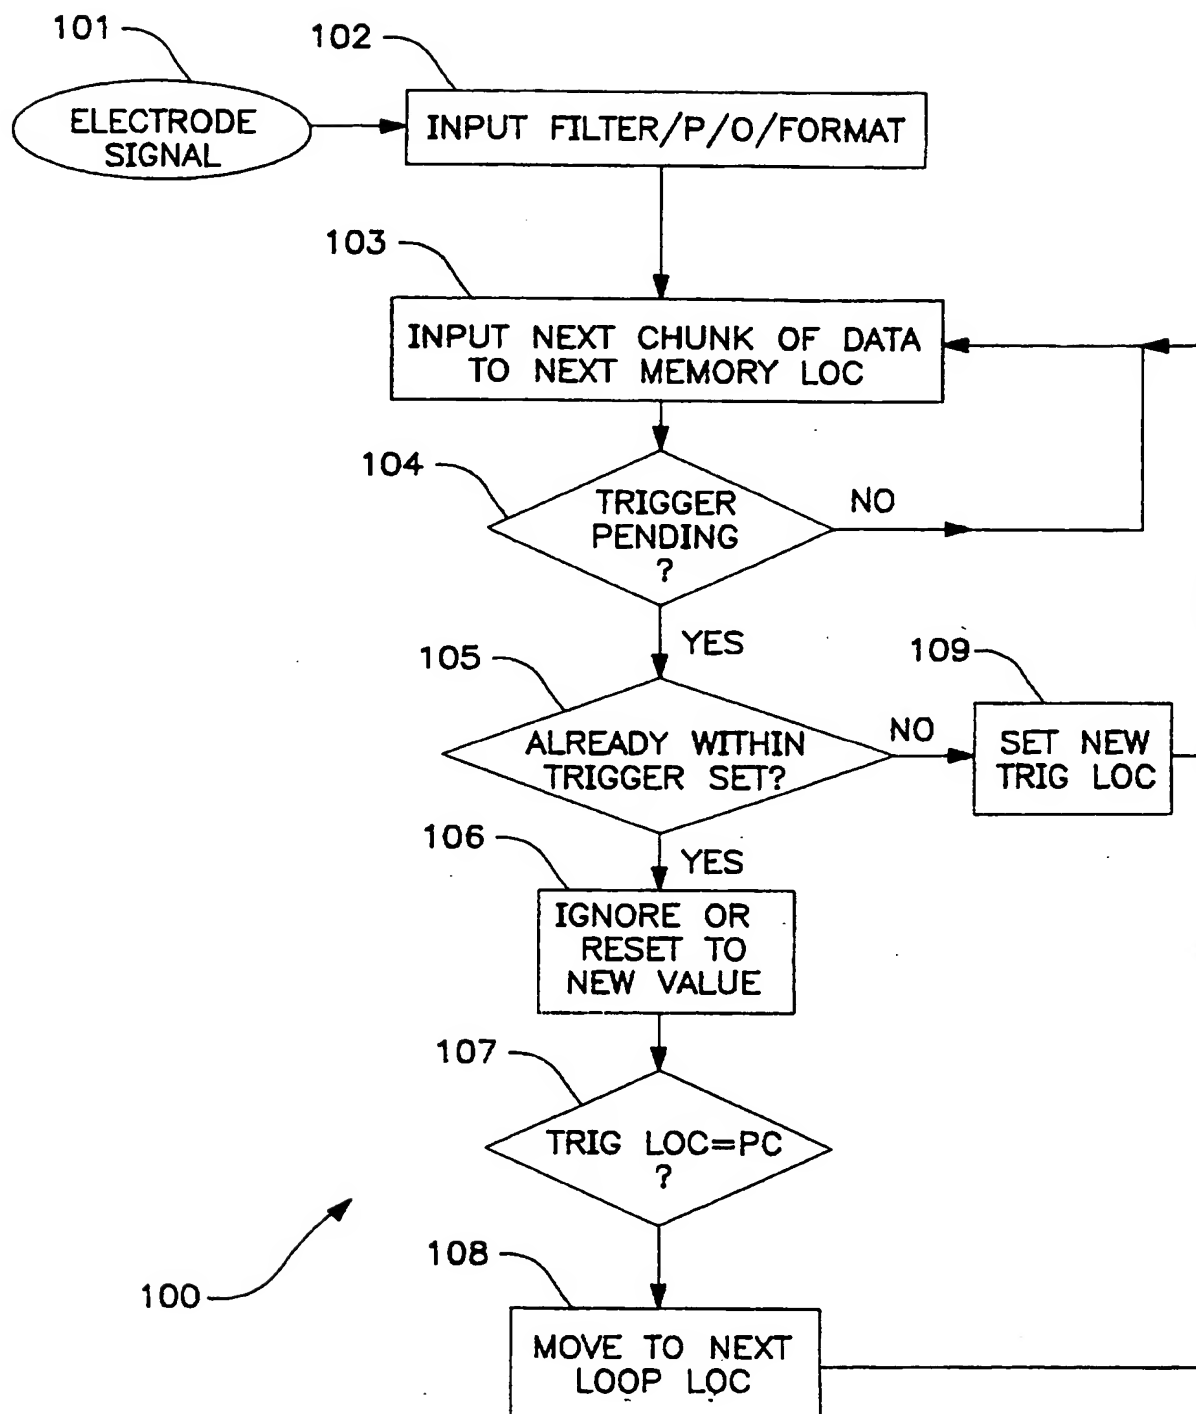 101
ELECTRODE
SIGNAL
102
INPUT FILTER/P/O/FORMAT
103
INPUT NEXT CHUNK OF DATA
TO NEXT MEMORY LOC
104
TRIGGER
PENDING
?
NO
YES
105
ALREADY WITHIN
TRIGGER SET?
NO
109
SET NEW
TRIG LOC
YES
106
IGNORE OR
RESET TO
NEW VALUE
107
TRIG LOC=PC
?
100
108
MOVE TO NEXT
LOOP LOC